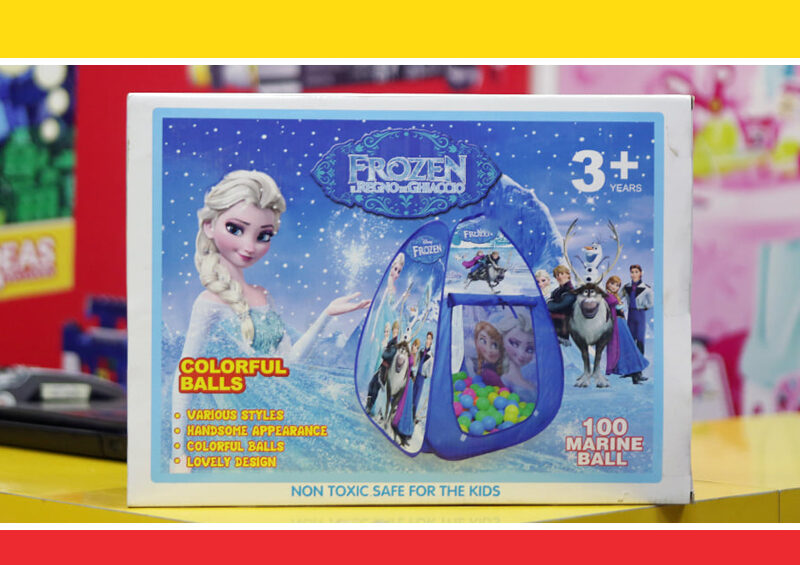 FROZEN
IL REGNO DI GHIACCIO
3+
YEARS
Disney
FROZEN
FROZEN
IDEAS
COLORFUL
BALLS
• VARIOUS STYLES
• HANDSOME APPEARANCE
• COLORFUL BALLS
• LOVELY DESIGN
100
MARINE
BALL
NON TOXIC SAFE FOR THE KIDS